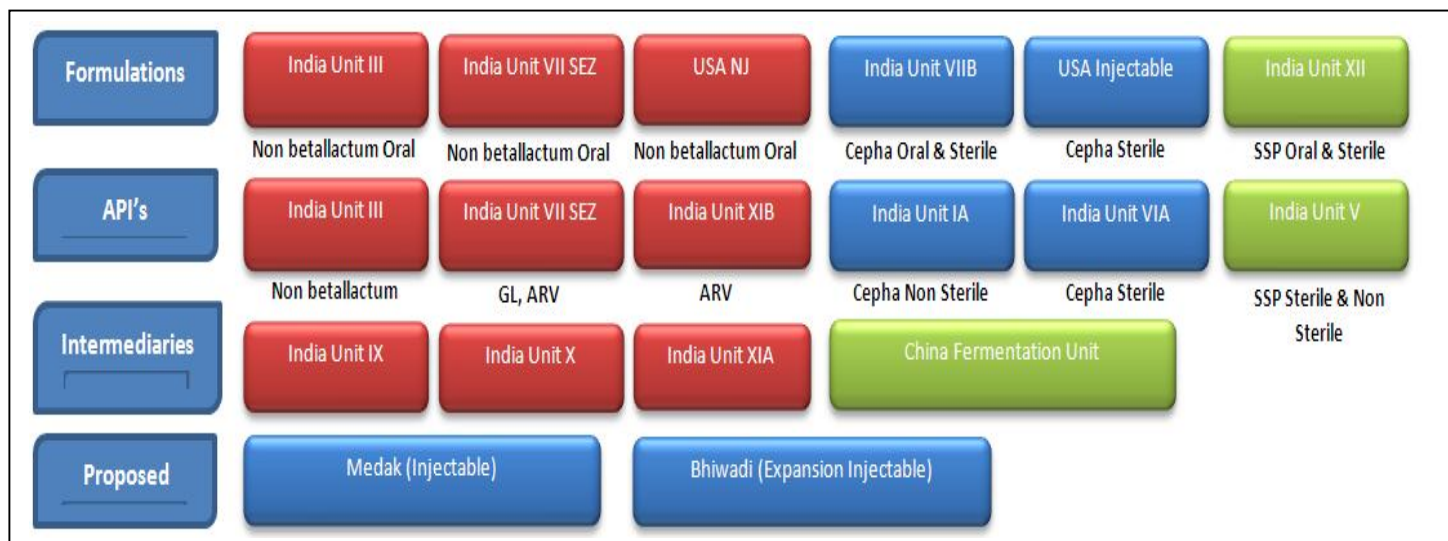 Formulations
India Unit III
India Unit VII SEZ
USA NJ
India Unit VIIB
USA Injectable
India Unit XII
Non betallactum Oral
Non betallactum Oral
Non betallactum Oral
Cepha Oral & Sterile
Cepha Sterile
SSP Oral & Sterile
API's
India Unit III
India Unit VII SEZ
India Unit XIB
India Unit IA
India Unit VIA
India Unit V
Non betallactum
GL, ARV
ARV
Cepha Non Sterile
Cepha Sterile
SSP Sterile & Non
Sterile
Intermediaries
India Unit IX
India Unit X
India Unit XIA
China Fermentation Unit
Proposed
Medak (Injectable)
Bhiwadi (Expansion Injectable)